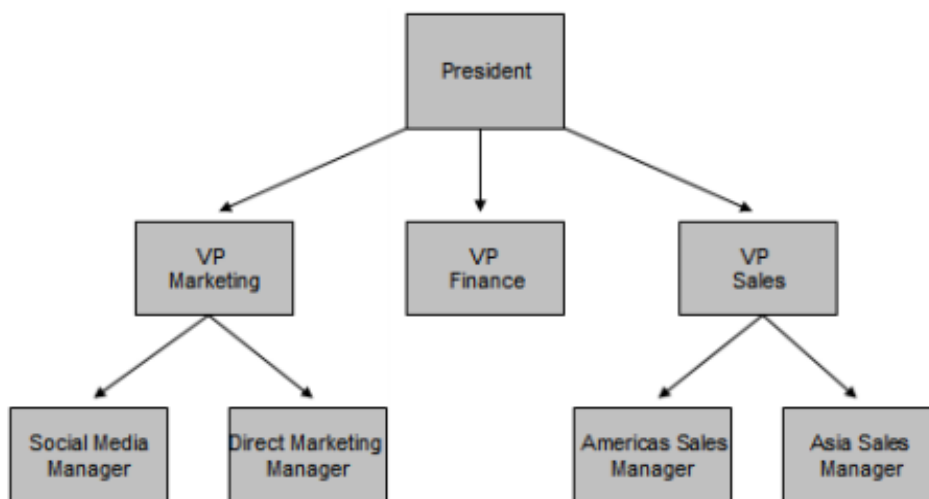 President
VP
Marketing
VP
Finance
VP
Sales
Social Media
Manager
Direct Marketing
Manager
Americas Sales
Manager
Asia Sales
Manager